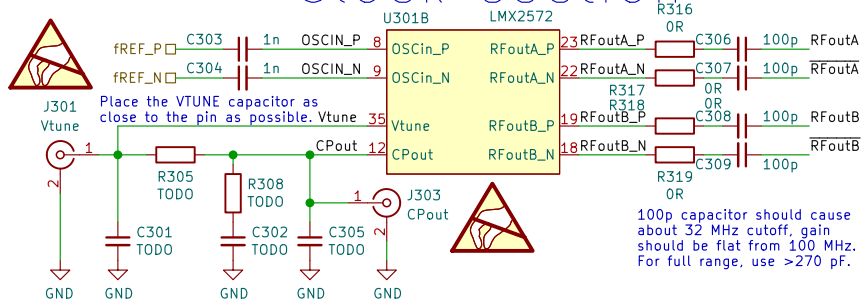 R316
0R
U301B
LMX2572
C303
1n
OSCIN_P
8
OSCin_P
RFoutA_P
23
RFoutA_P
C306
100p
RFoutA
fREF_P
C304
1n
OSCIN_N
9
OSCin_N
RFoutA_N
22
RFoutA_N
C307
100p
RFoutA
fREF_N
R317
0R
R318
0R
J301
Vtune
Place the VTUNE capacitor as
close to the pin as possible.
Vtune
35
Vtune
RFoutB_P
19
RFoutB_P
C308
100p
RFoutB
1
2
CPout
12
CPout
RFoutB_N
18
RFoutB_N
C309
100p
RFoutB
R305
TODO
R308
TODO
R319
0R
1
J303
CPout
2
C301
TODO
C302
TODO
C305
TODO
100p capacitor should cause
about 32 MHz cutoff, gain
should be flat from 100 MHz.
For full range, use >270 pF.
GND
GND
GND
GND
GND